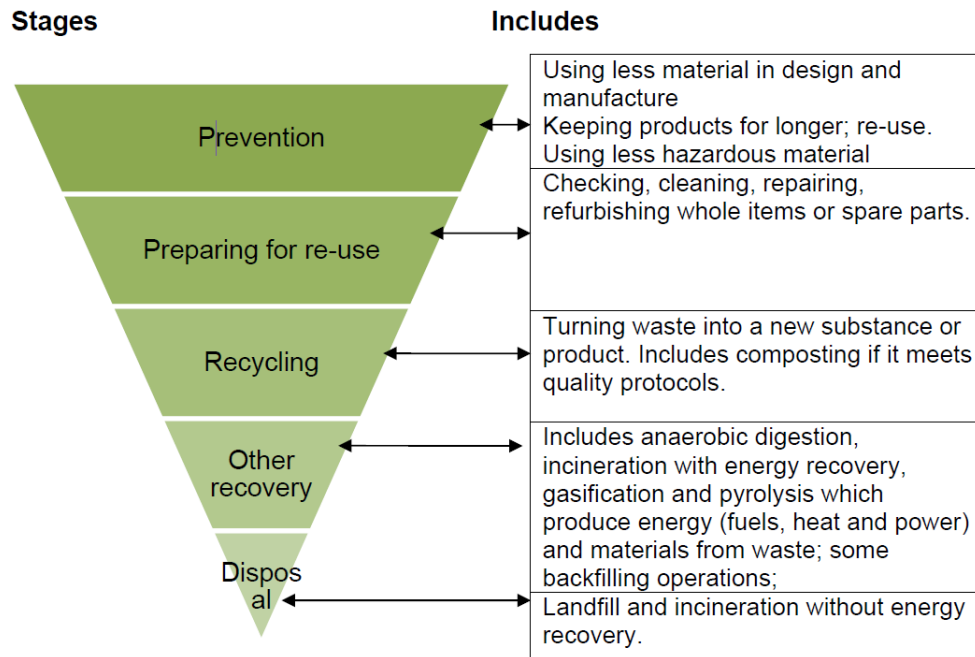 Stages
Includes
Prevention
Using less material in design and
manufacture
Keeping products for longer; re-use.
Using less hazardous material
Preparing for re-use
Checking, cleaning, repairing,
refurbishing whole items or spare parts.
Recycling
Turning waste into a new substance or
product. Includes composting if it meets
quality protocols.
Other
recovery
Includes anaerobic digestion,
incineration with energy recovery,
gasification and pyrolysis which
produce energy (fuels, heat and power)
and materials from waste; some
backfilling operations;
Dispos
al
Landfill and incineration without energy
recovery.